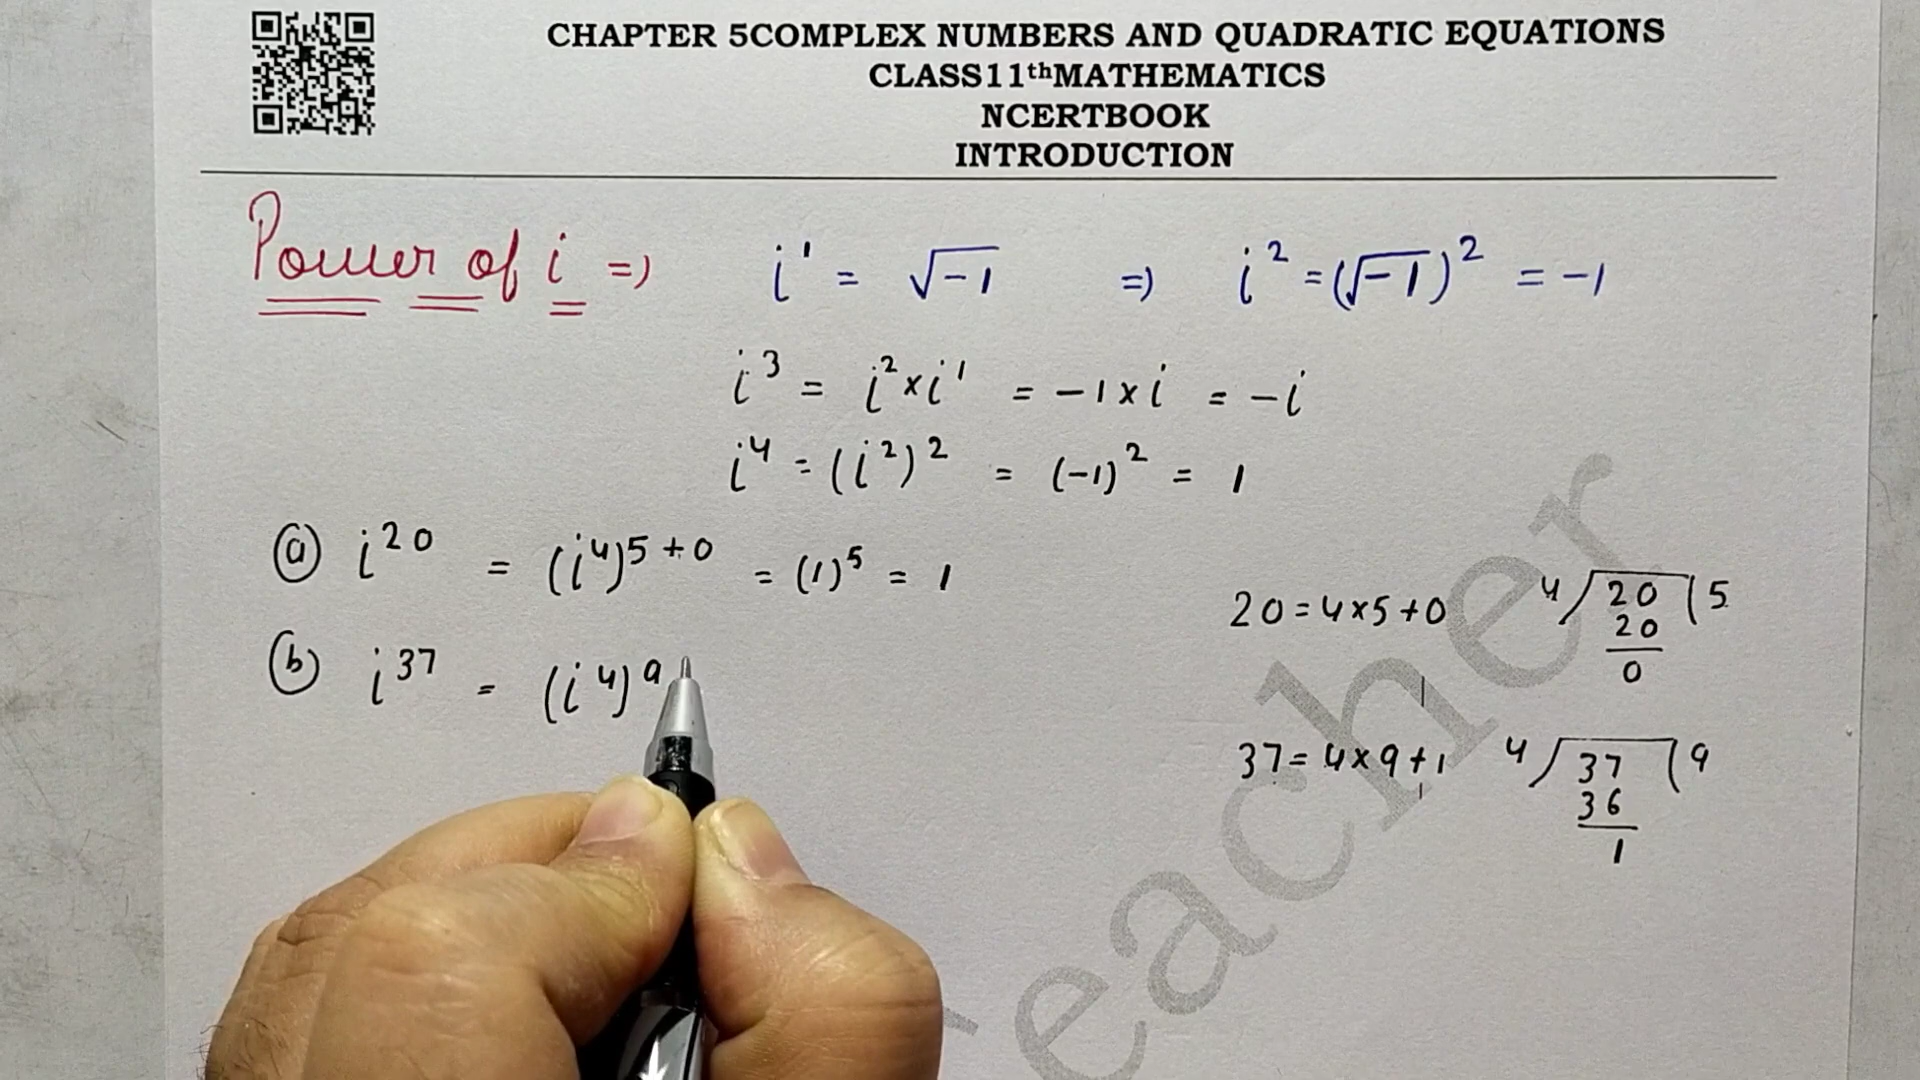 CHAPTER 5COMPLEX NUMBERS AND QUADRATIC EQUATIONS
CLASS11thMATHEMATICS
NCERTBOOK
INTRODUCTION
Power of i => i¹ = √-1 => i² = (√-1)² = -1
i³ = i² × i¹ = -1 × i = -i
i⁴ = (i²)² = (-1)² = 1
(a) i²⁰ = (i⁴)⁵⁺⁰ = (1)⁵ = 1
20 = 4×5+0
4 20 5
20
0
(b) i³⁷ = (i⁴)⁹
37 = 4×9+1
4 37 9
36
1
eacher